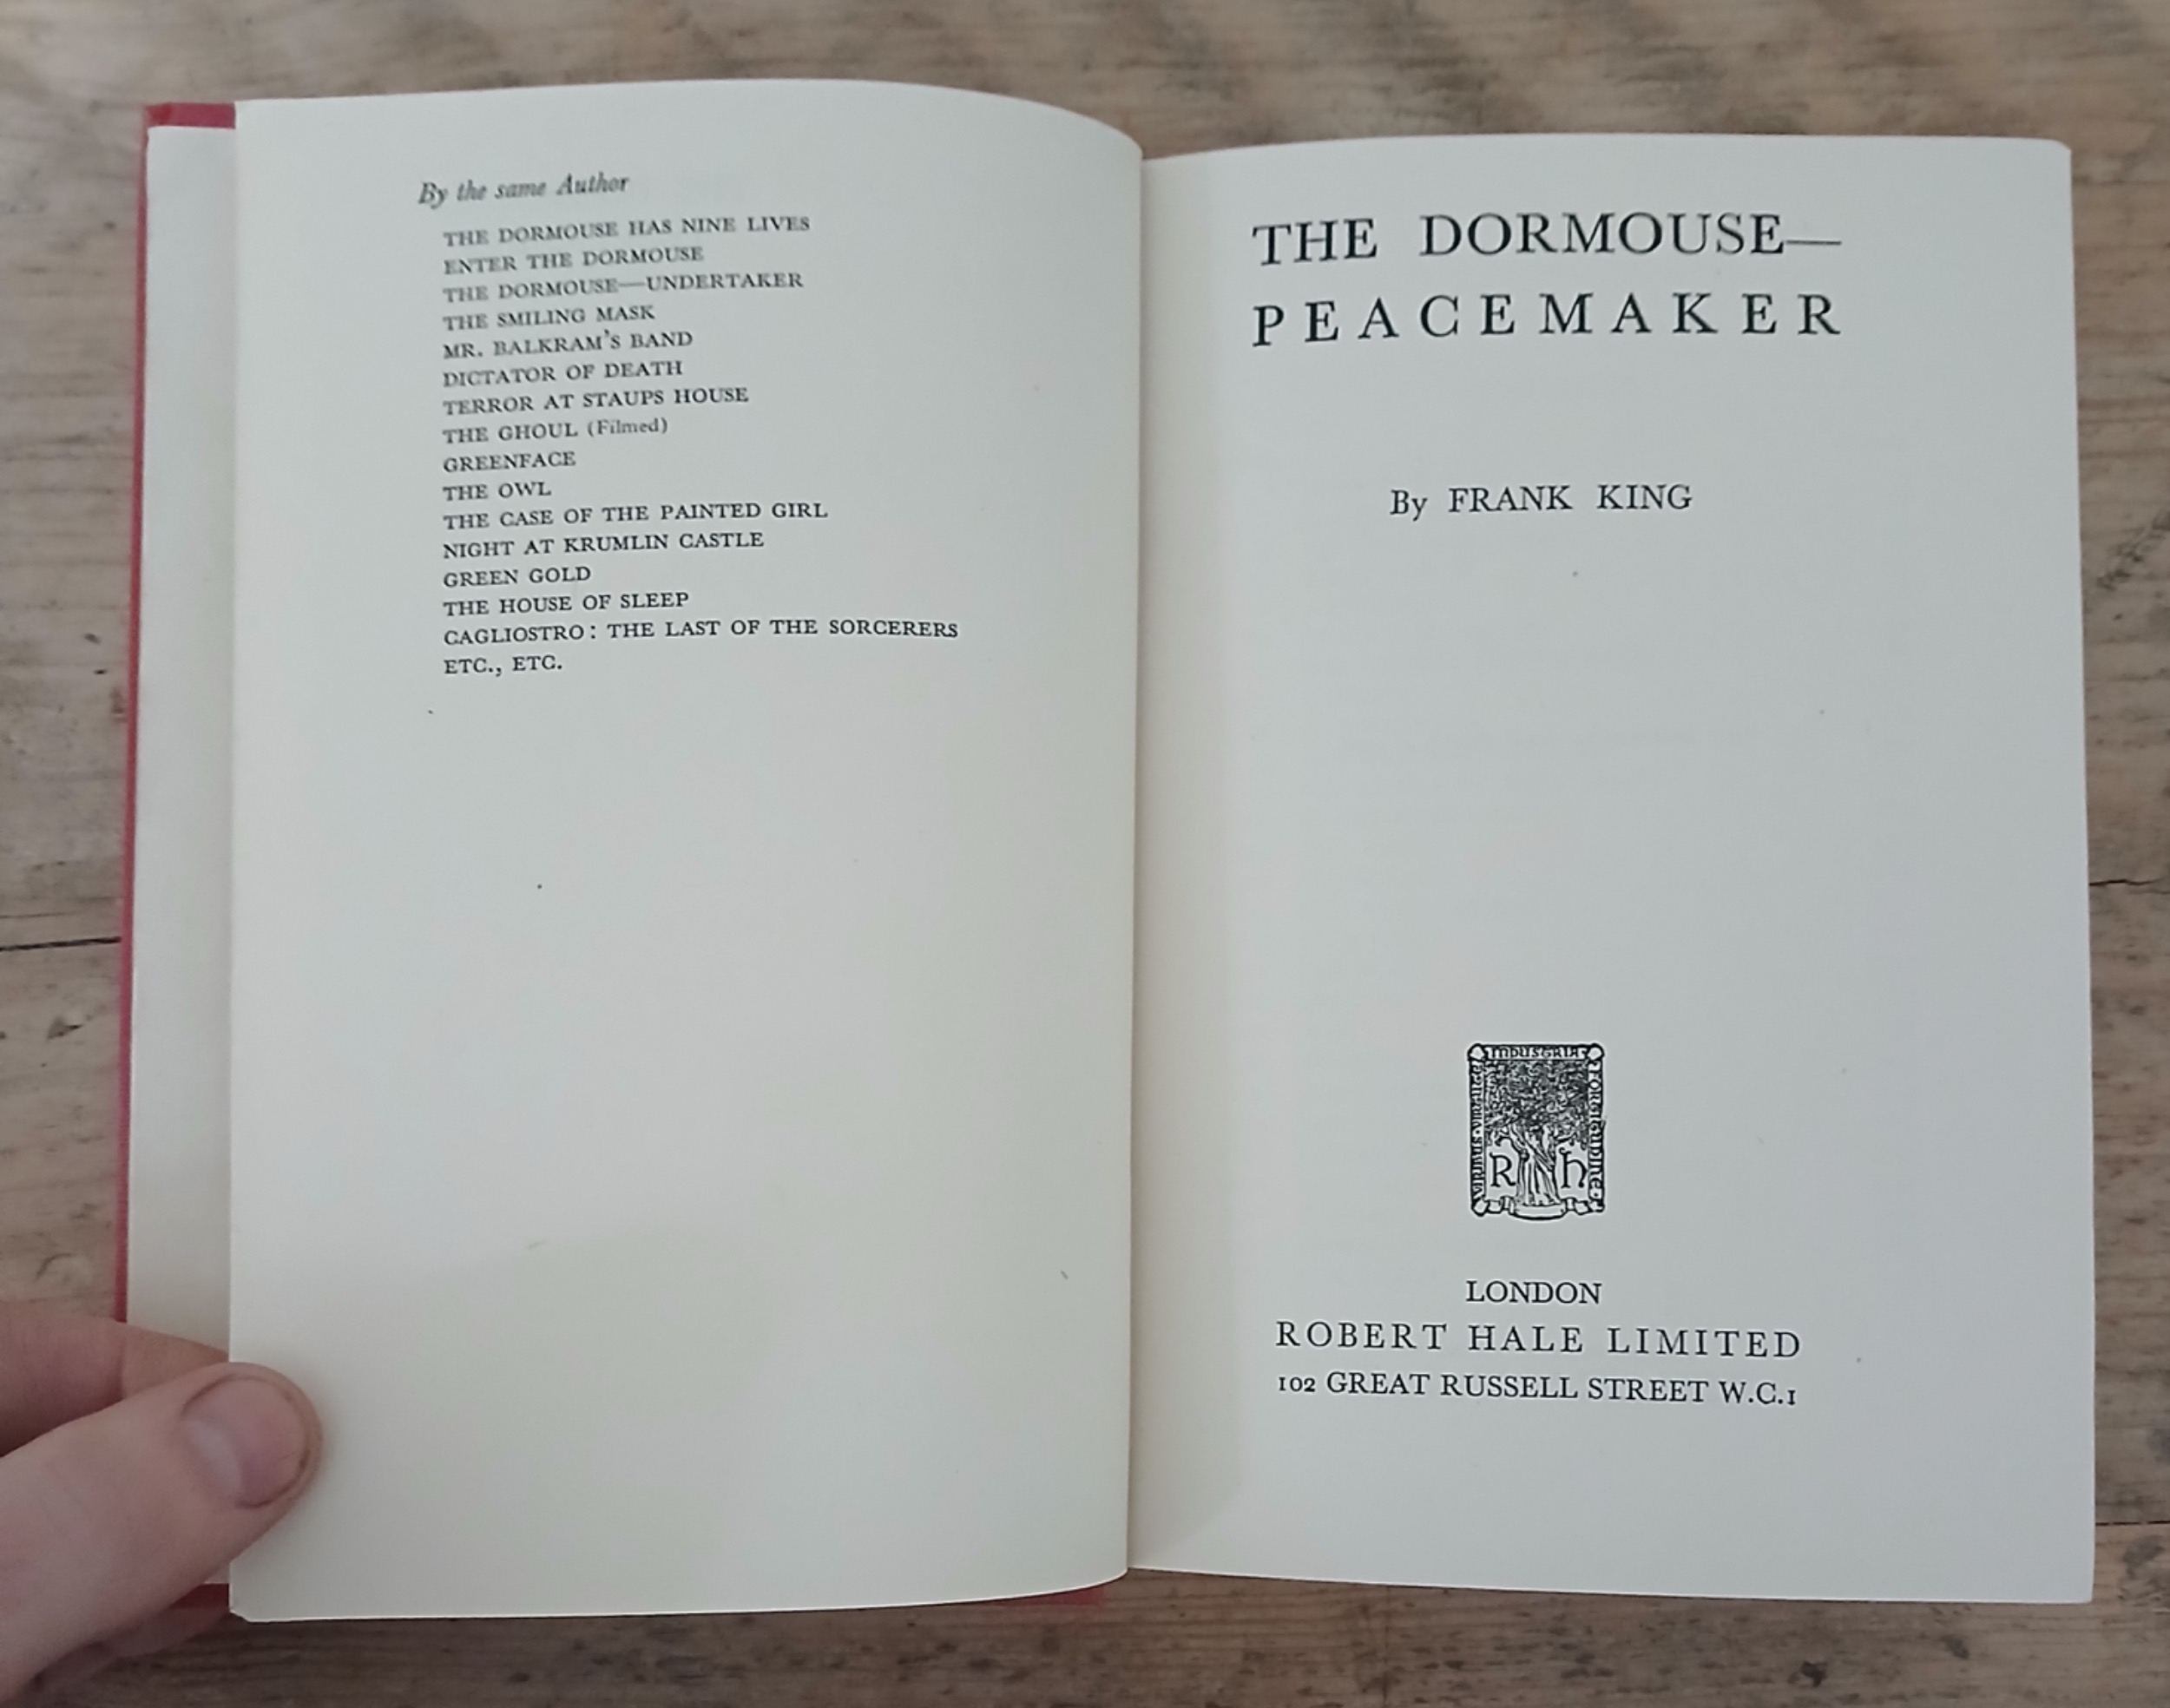 By the same Author
THE DORMOUSE HAS NINE LIVES
ENTER THE DORMOUSE
THE DORMOUSE—UNDERTAKER
THE SMILING MASK
MR. BALKRAM'S BAND
DICTATOR OF DEATH
TERROR AT STAUPS HOUSE
THE GHOUL (Filmed)
GREENFACE
THE OWL
THE CASE OF THE PAINTED GIRL
NIGHT AT KRUMLIN CASTLE
GREEN GOLD
THE HOUSE OF SLEEP
CAGLIOSTRO: THE LAST OF THE SORCERERS
ETC., ETC.
THE DORMOUSE—
PEACEMAKER
By FRANK KING
INDUSTRIA
FORTITUDINE
R h
LONDON
ROBERT HALE LIMITED
102 GREAT RUSSELL STREET W.C.1